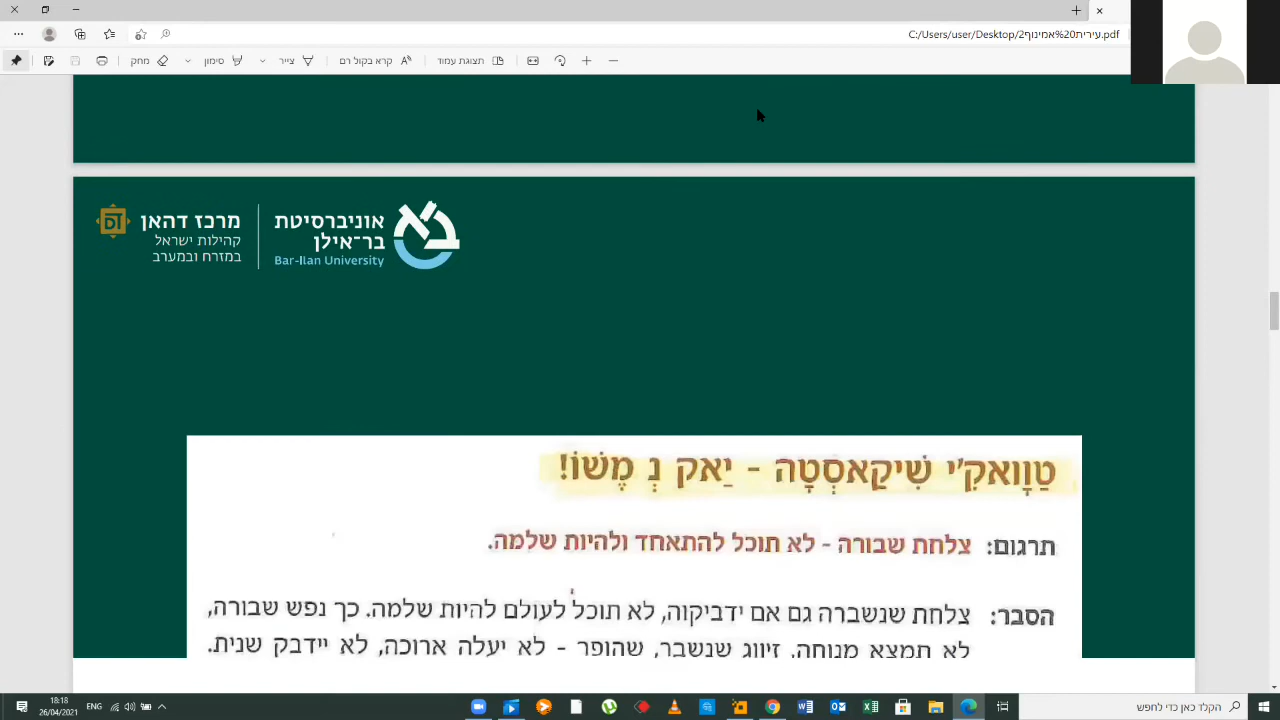 C:/Users/user/Desktop/2עירית%20אמינוף.pdf
תצוגת עמוד
קרא בקול רם
צייר
סימון
מחק
אוניברסיטת
בר־אילן
Bar-Ilan University
מרכז דהאן
קהילות ישראל
במזרח ובמערב
טַוָואקִ'י שִׁיקַאסְטָה - יַאק נְ מֶשׁוֹ!
תרגום: צלחת שבורה - לא תוכל להתאחד ולהיות שלמה.
הסבר: צלחת שנשברה גם אם ידביקוה, לא תוכל לעולם להיות שלמה. כך נפש שבורה,
לא תמצא מנוחה. זיווג שנשבר, שהופר - לא יעלה ארוכה, לא יידבק שנית.
18:18
26/04/2021
ENG
הקלד כאן כדי לחפש